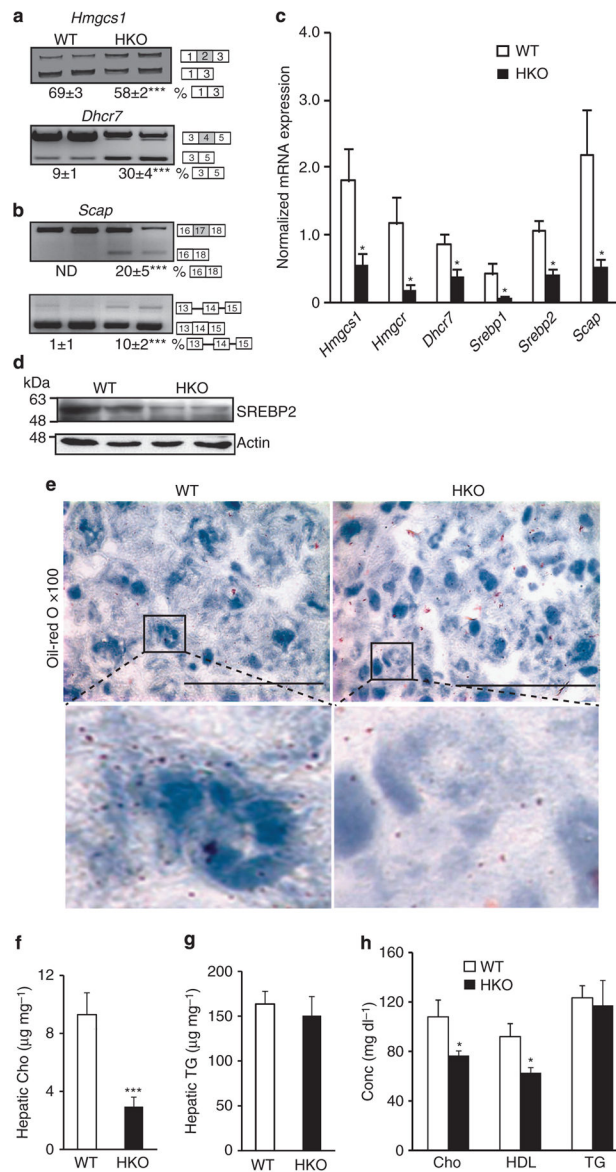 a
Hmgcs1
WT HKO
1 2 3
1 3
69±3 58±2*** % 1 3
Dhcr7
3 4 5
3 5
9±1 30±4*** % 3 5
b
Scap
16 17 18
16 18
ND 20±5*** % 16 18
13 14 15
13 14 15
1±1 10±2*** % 13 14 15
c
WT
HKO
Normalized mRNA expression
4.0
3.0
2.0
1.0
0
* * * * * *
Hmgcs1 Hmgcr Dhcr7 Srebp1 Srebp2 Scap
d
kDa
WT HKO
63
48
SREBP2
48
Actin
e
WT HKO
Oil-red O ×100
f
Hepatic Cho (μg mg⁻¹)
12
9
6
3
0
***
WT HKO
g
Hepatic TG (μg mg⁻¹)
200
150
100
50
0
WT HKO
h
WT
HKO
Conc (mg dl⁻¹)
160
120
80
40
0
* *
Cho HDL TG